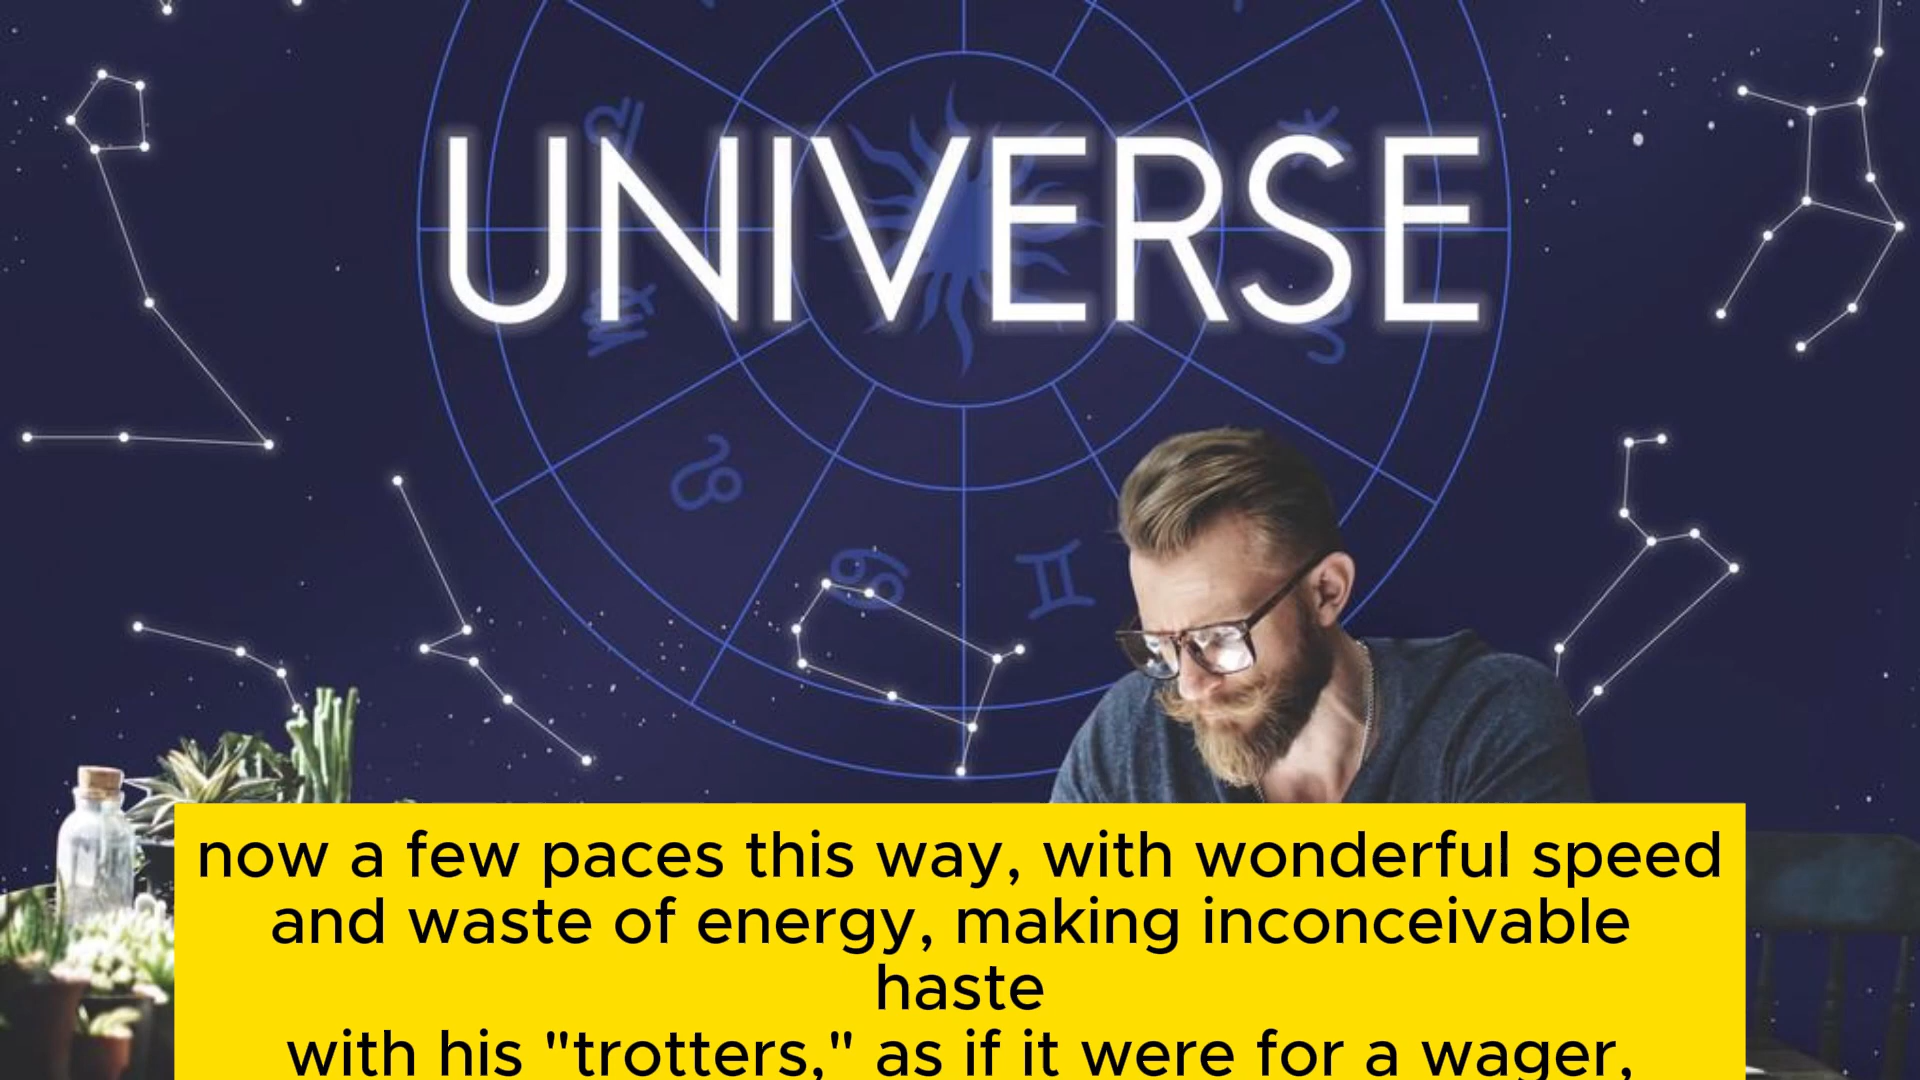 UNIVERSE
now a few paces this way, with wonderful speed
and waste of energy, making inconceivable
haste
with his "trotters," as if it were for a wager,